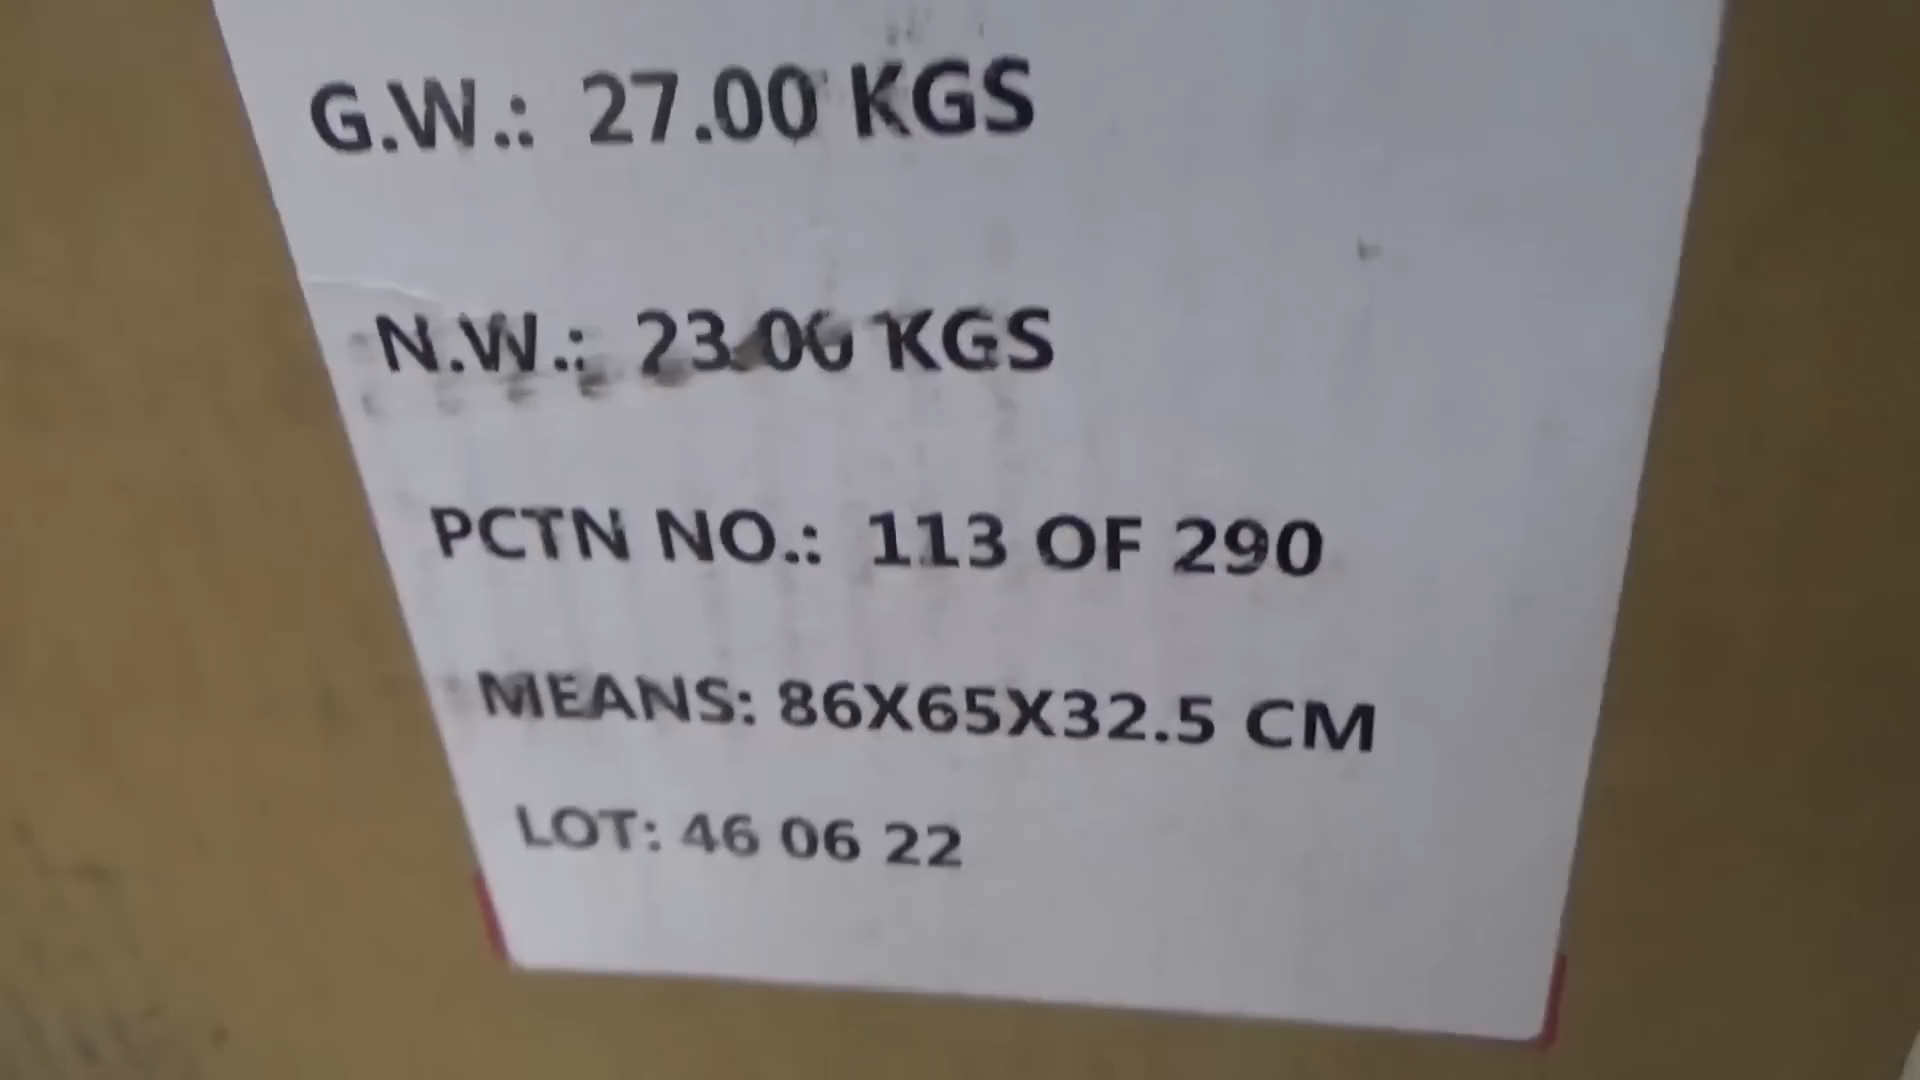 G.W.: 27.00 KGS
N.W.: 23.00 KGS
PCTN NO.: 113 OF 290
MEANS: 86X65X32.5 CM
LOT: 46 06 22